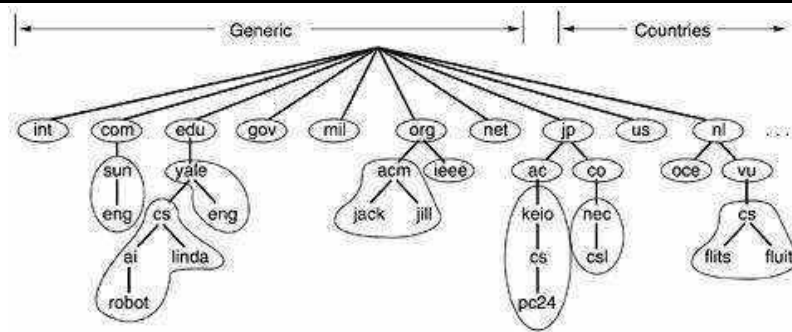 Generic Countries
int com edu gov mil org net jp us nl ....
sun yale acm ieee ac co oce vu
eng cs eng jack jill keio nec cs
ai linda cs csl flits fluit
robot pc24